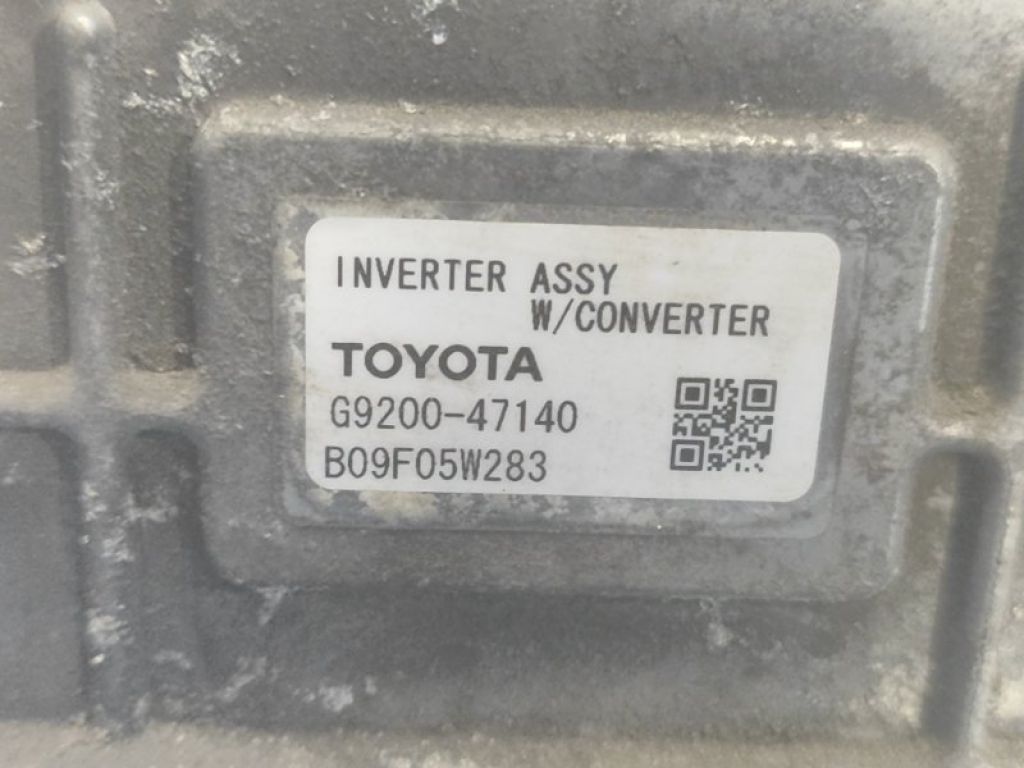 INVERTER ASSY
W/CONVERTER
TOYOTA
G9200-47140
B09F05W283